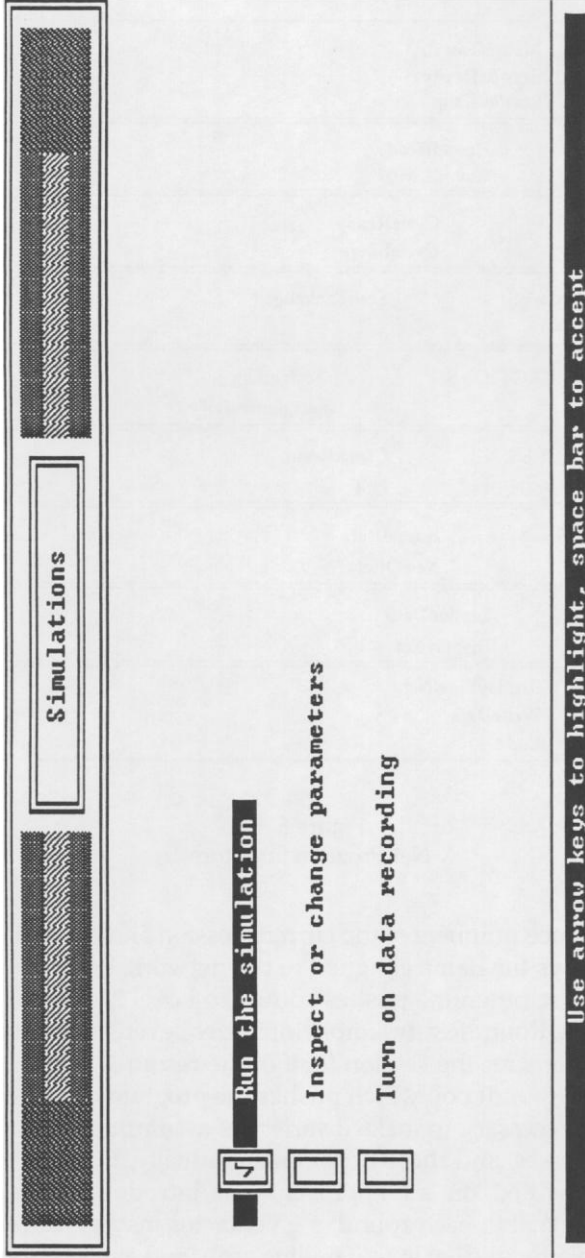 Simulations
Run the simulation
Inspect or change parameters
Turn on data recording
Use arrow keys to highlight, space bar to accept